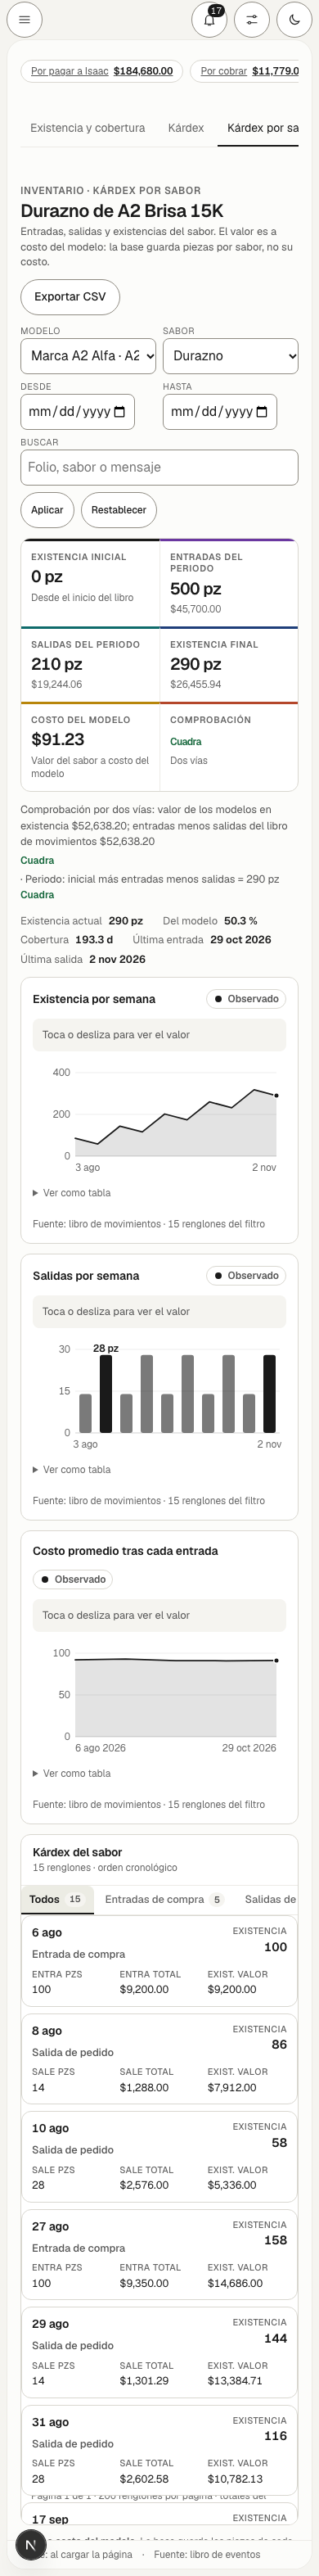 17
Por pagar a Isaac $184,680.00
Por cobrar $11,779.0
Existencia y cobertura
Kárdex
Kárdex por sa
INVENTARIO · KÁRDEX POR SABOR
Durazno de A2 Brisa 15K
Entradas, salidas y existencias del sabor. El valor es a
costo del modelo: la base guarda piezas por sabor, no su
costo.
Exportar CSV
MODELO
SABOR
Marca A2 Alfa · A2
Durazno
DESDE
HASTA
mm/dd/yyyy
mm/dd/yyyy
BUSCAR
Folio, sabor o mensaje
Aplicar
Restablecer
EXISTENCIA INICIAL
0 pz
Desde el inicio del libro
ENTRADAS DEL
PERIODO
500 pz
$45,700.00
SALIDAS DEL PERIODO
210 pz
$19,244.06
EXISTENCIA FINAL
290 pz
$26,455.94
COSTO DEL MODELO
$91.23
Valor del sabor a costo del
modelo
COMPROBACIÓN
Cuadra
Dos vías
Comprobación por dos vías: valor de los modelos en
existencia $52,638.20; entradas menos salidas del libro
de movimientos $52,638.20
Cuadra
· Periodo: inicial más entradas menos salidas = 290 pz
Cuadra
Existencia actual 290 pz Del modelo 50.3 %
Cobertura 193.3 d Última entrada 29 oct 2026
Última salida 2 nov 2026
Existencia por semana
Observado
Toca o desliza para ver el valor
400
200
0
3 ago
2 nov
Ver como tabla
Fuente: libro de movimientos · 15 renglones del filtro
Salidas por semana
Observado
Toca o desliza para ver el valor
28 pz
30
15
0
3 ago
2 nov
Ver como tabla
Fuente: libro de movimientos · 15 renglones del filtro
Costo promedio tras cada entrada
Observado
Toca o desliza para ver el valor
100
50
0
6 ago 2026
29 oct 2026
Ver como tabla
Fuente: libro de movimientos · 15 renglones del filtro
Kárdex del sabor
15 renglones · orden cronológico
Todos 15
Entradas de compra 5
Salidas de
6 ago
EXISTENCIA
100
Entrada de compra
ENTRA PZS ENTRA TOTAL EXIST. VALOR
100 $9,200.00 $9,200.00
8 ago
EXISTENCIA
86
Salida de pedido
SALE PZS SALE TOTAL EXIST. VALOR
14 $1,288.00 $7,912.00
10 ago
EXISTENCIA
58
Salida de pedido
SALE PZS SALE TOTAL EXIST. VALOR
28 $2,576.00 $5,336.00
27 ago
EXISTENCIA
158
Entrada de compra
ENTRA PZS ENTRA TOTAL EXIST. VALOR
100 $9,350.00 $14,686.00
29 ago
EXISTENCIA
144
Salida de pedido
SALE PZS SALE TOTAL EXIST. VALOR
14 $1,301.29 $13,384.71
31 ago
EXISTENCIA
116
Salida de pedido
SALE PZS SALE TOTAL EXIST. VALOR
28 $2,602.58 $10,782.13
17 sep
EXISTENCIA
al cargar la página · Fuente: libro de eventos
N